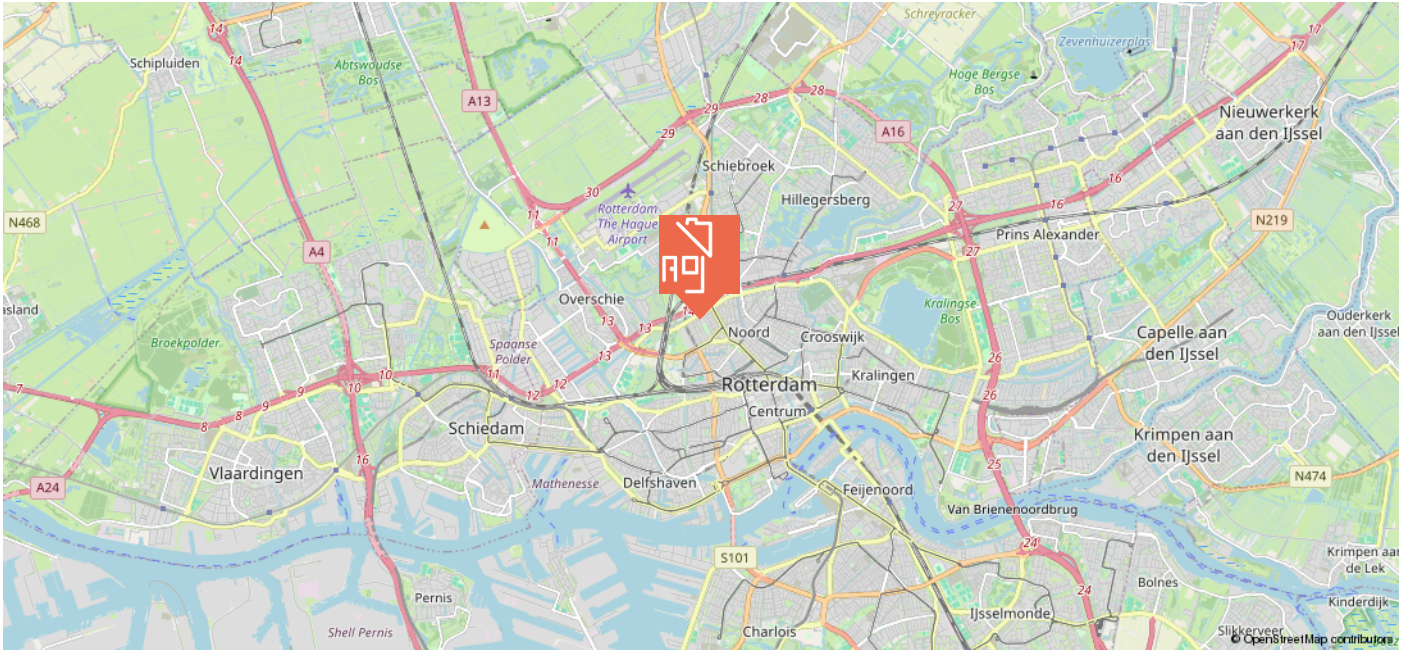 14
17
Schreyracker
Schipluiden
14
Abtswoudse
Bos
Zevenhuizerplas
17
Hoge Bergse
Bos
A13
29
28
28
Nieuwerkerk
aan den IJssel
29
A16
Schiebroek
16
30
Hillegersberg
27
16
N468
11
Rotterdam
The Hague
Airport
N219
11
Prins Alexander
A4
27
asland
Overschie
14
Kralingse
Bos
Ouderkerk
aan den IJssel
13
13
Noord
Crooswijk
Capelle aan
den IJssel
Broekpolder
Spaanse
Polder
13
26
7
10
10
11
12
12
Rotterdam
Kralingen
26
9
9
8
8
Centrum
Schiedam
Krimpen aan
den IJssel
16
25
Vlaardingen
N474
A24
Mathenesse
Delfshaven
Feijenoord
Van Brienenoordbrug
24
S101
Krimpen aan
de Lek
Bolnes
24
Pernis
Kinderdijk
IJsselmonde
Shell Pernis
Charlois
Slikkerveer
© OpenStreetMap contributors